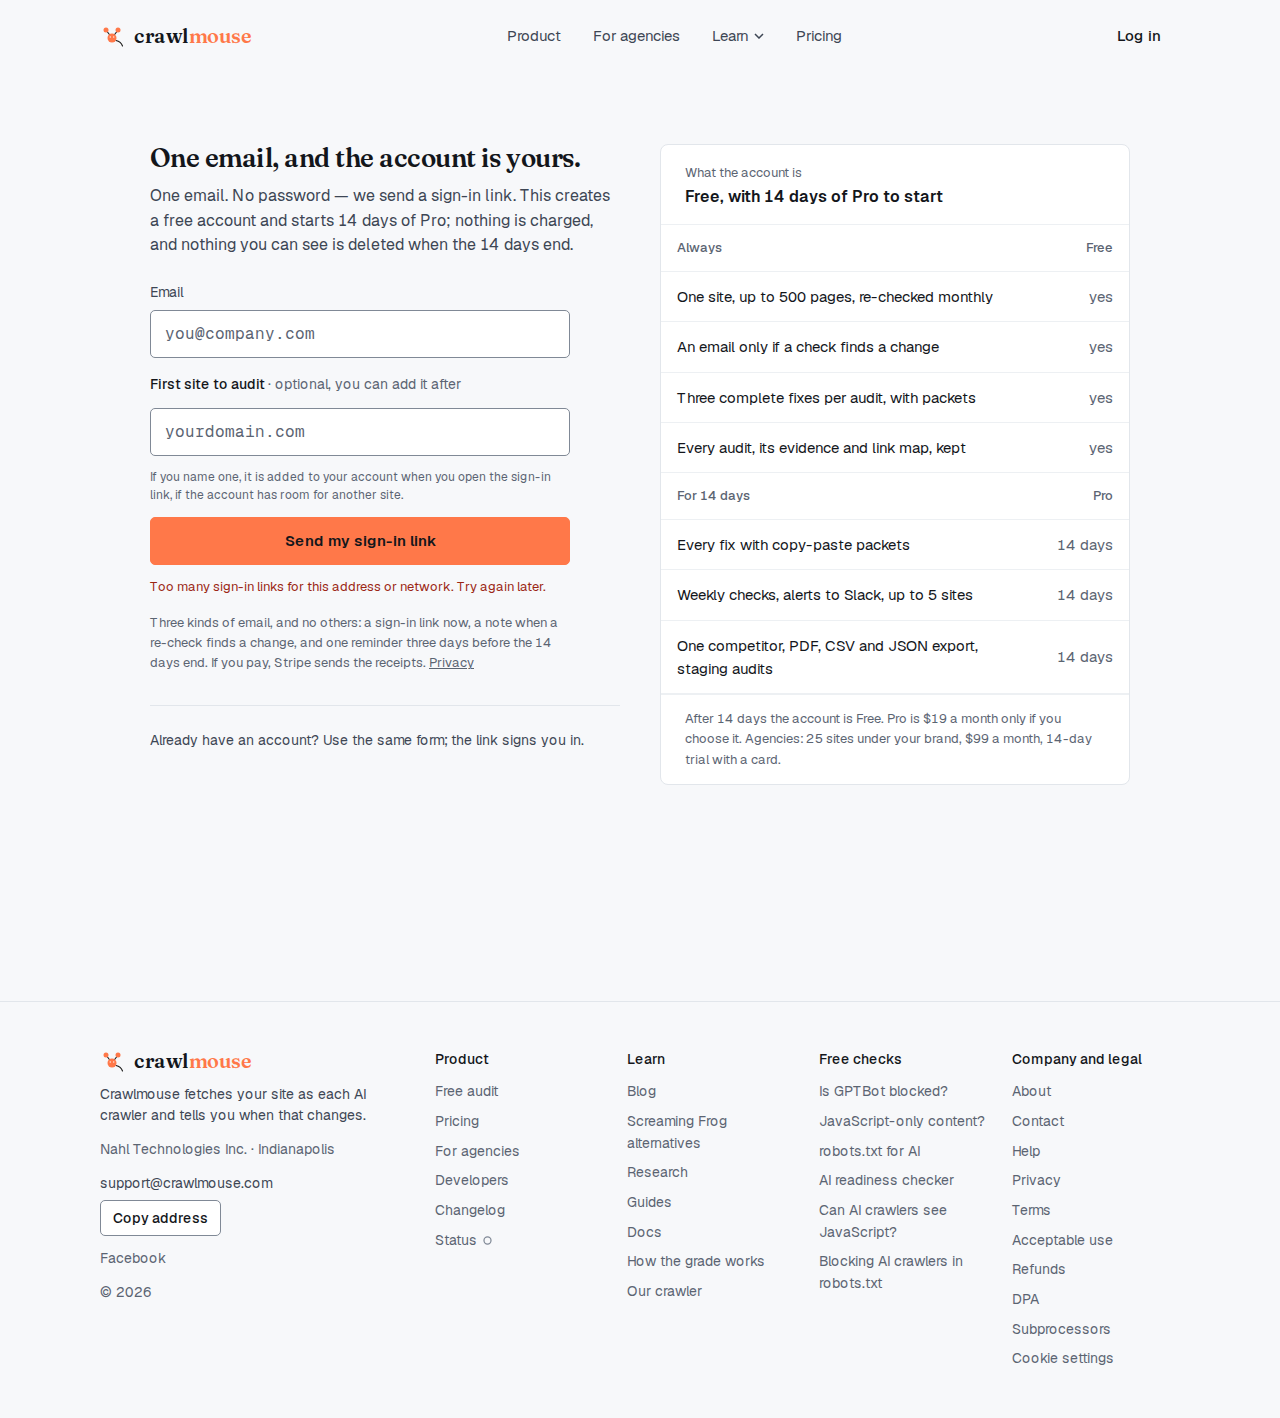 crawlmouse
Product
For agencies
Learn
Pricing
Log in
One email, and the account is yours.
One email. No password — we send a sign-in link. This creates
a free account and starts 14 days of Pro; nothing is charged,
and nothing you can see is deleted when the 14 days end.
Email
you@company.com
First site to audit · optional, you can add it after
yourdomain.com
If you name one, it is added to your account when you open the sign-in
link, if the account has room for another site.
Send my sign-in link
Too many sign-in links for this address or network. Try again later.
Three kinds of email, and no others: a sign-in link now, a note when a
re-check finds a change, and one reminder three days before the 14
days end. If you pay, Stripe sends the receipts. Privacy
Already have an account? Use the same form; the link signs you in.
What the account is
Free, with 14 days of Pro to start
Always Free
One site, up to 500 pages, re-checked monthly yes
An email only if a check finds a change yes
Three complete fixes per audit, with packets yes
Every audit, its evidence and link map, kept yes
For 14 days Pro
Every fix with copy-paste packets 14 days
Weekly checks, alerts to Slack, up to 5 sites 14 days
One competitor, PDF, CSV and JSON export,
staging audits 14 days
After 14 days the account is Free. Pro is $19 a month only if you
choose it. Agencies: 25 sites under your brand, $99 a month, 14-day
trial with a card.
crawlmouse
Crawlmouse fetches your site as each AI
crawler and tells you when that changes.
Nahl Technologies Inc. · Indianapolis
support@crawlmouse.com
Copy address
Facebook
© 2026
Product
Free audit
Pricing
For agencies
Developers
Changelog
Status
Learn
Blog
Screaming Frog
alternatives
Research
Guides
Docs
How the grade works
Our crawler
Free checks
Is GPTBot blocked?
JavaScript-only content?
robots.txt for AI
AI readiness checker
Can AI crawlers see
JavaScript?
Blocking AI crawlers in
robots.txt
Company and legal
About
Contact
Help
Privacy
Terms
Acceptable use
Refunds
DPA
Subprocessors
Cookie settings